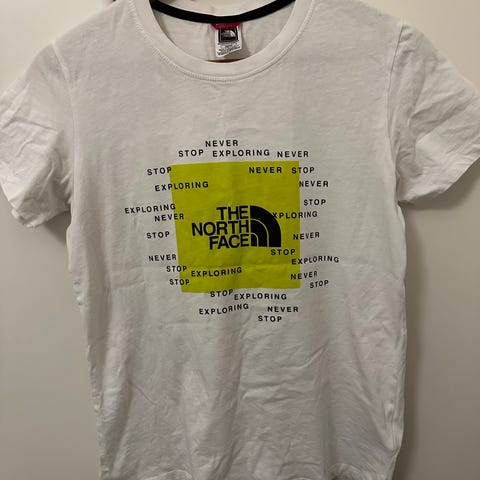 NEVER
STOP EXPLORING NEVER
STOP NEVER STOP
EXPLORING NEVER
EXPLORING STOP
NEVER XPLORING
THE
NORTH
FACE
STOP NEVER
STOP
NEVER EXPLORING
STOP EXPLORING NEVER
STOP STOP
STOP EXPLORING
EXPLORING NEVER
STOP